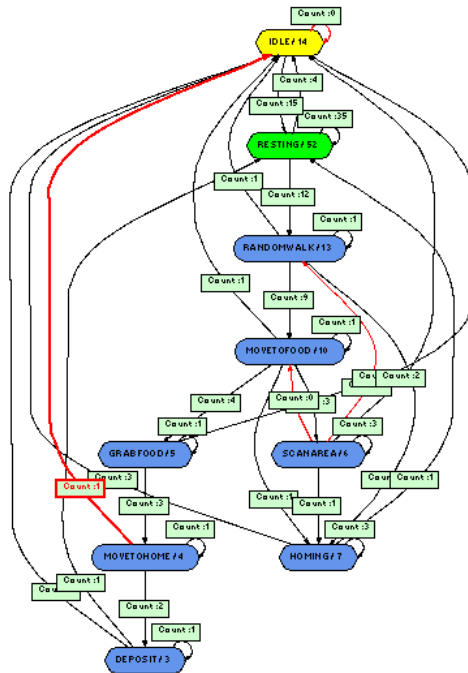 Count :0
IDLE / 14
Count :4
Count :15
Count :35
RESTING / 52
Count :1
Count :12
Count :1
RANDOMWALK / 13
Count :1
Count :9
Count :1
MOVETOFOOD / 10
Count :2
Count :4
Count :0
:3
Count :1
Count :3
GRABFOOD / 5
SCANAREA / 6
Count :3
Count :1
Count :3
Count :1
Count :1
Count :1
Count :1
Count :3
MOVETOHOME / 4
HOMING / 7
Count :1
Count :2
Count :1
DEPOSIT / 3